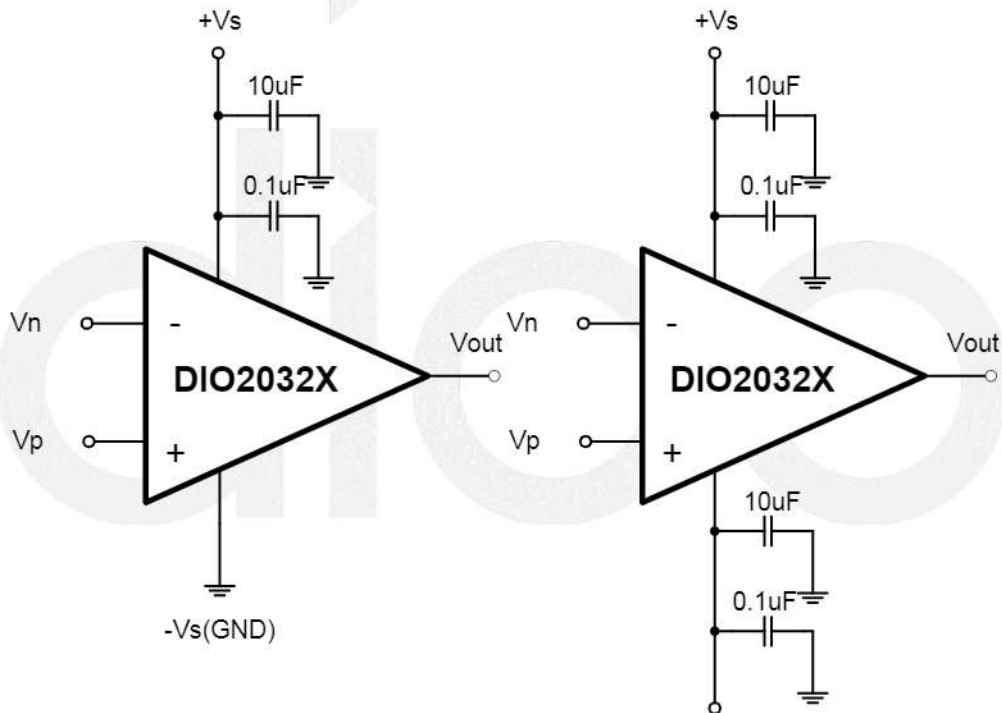 +Vs
10uF
0.1uF
Vn
-
DIO2032X
Vout
Vp
+
-Vs(GND)
+Vs
10uF
0.1uF
Vn
-
DIO2032X
Vout
Vp
+
10uF
0.1uF
dioo